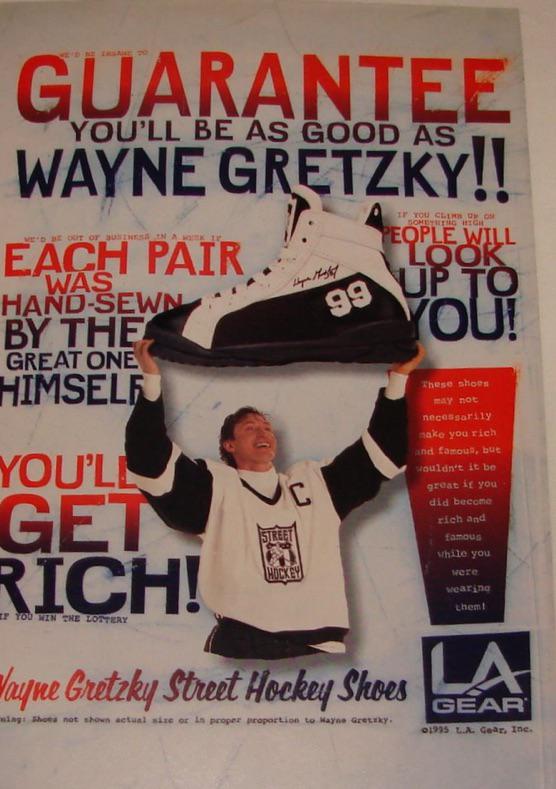 WE'D BE INSANE TO
GUARANTEE
YOU'LL BE AS GOOD AS
WAYNE GRETZKY!!
WE'D BE OUT OF BUSINESS IN A WEEK IF
EACH PAIR
WAS
HAND-SEWN
BY THE
GREAT ONE
HIMSELF
IF YOU CLIMB UP ON
SOMETHING HIGH
PEOPLE WILL
LOOK
UP TO
YOU!
Wayne Gretzky
99
C
STREET
HOCKEY
YOU'LL
GET
RICH!
IF YOU WIN THE LOTTERY
These shoes
may not
necessarily
make you rich
and famous, but
wouldn't it be
great if you
did become
rich and
famous
while you
were
wearing
them!
Wayne Gretzky Street Hockey Shoes
ning: Shoes not shown actual size or in proper proportion to Wayne Gretzky.
LA
GEAR
©1995 L.A. Gear, Inc.